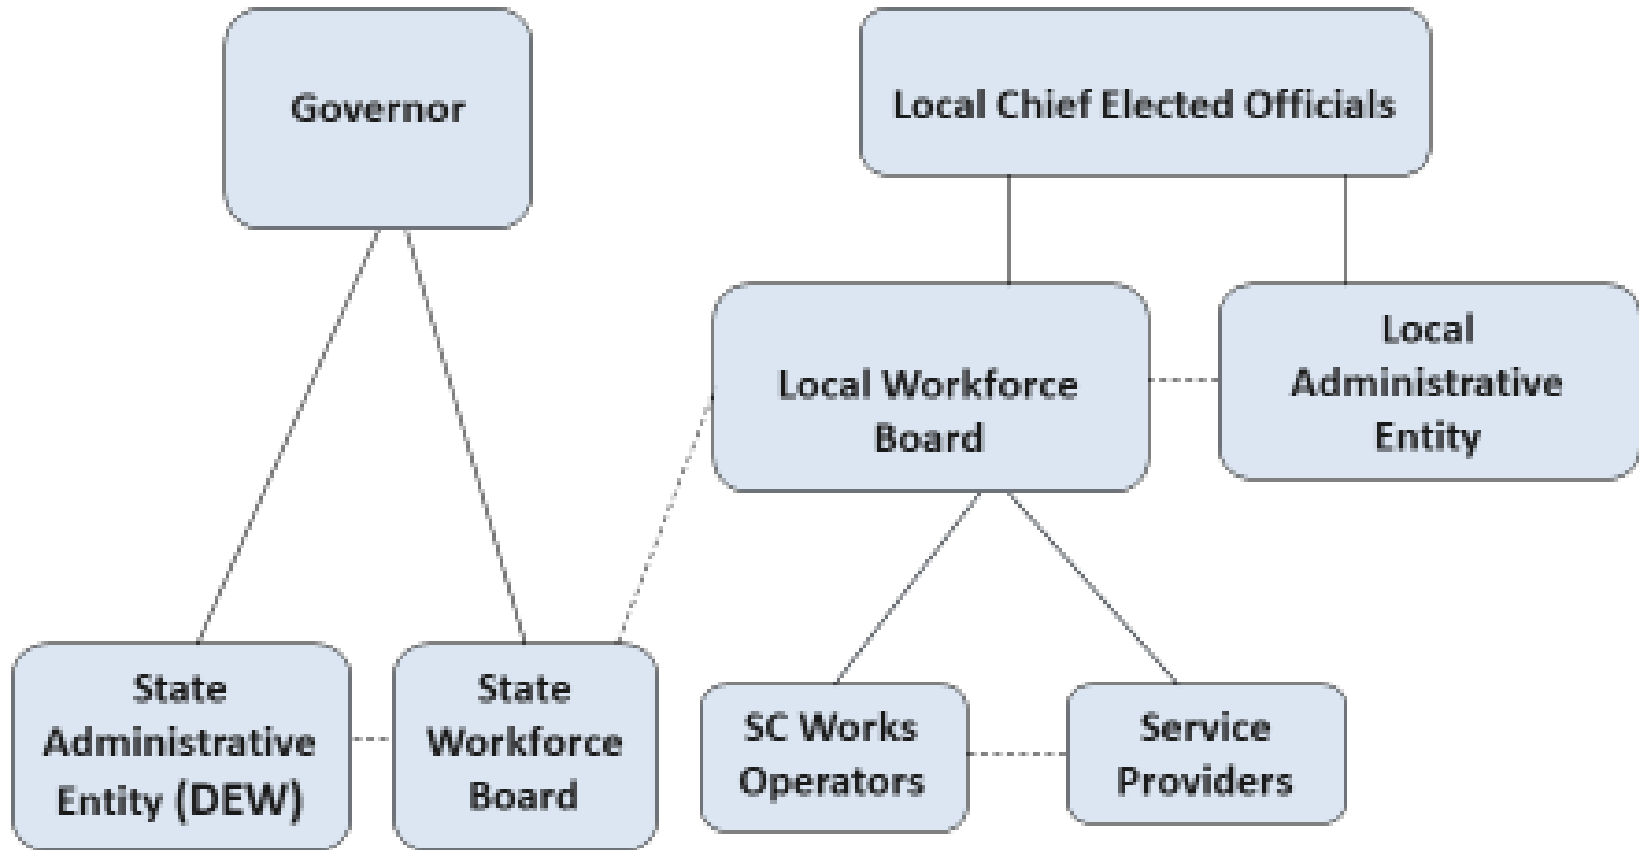 Governor
Local Chief Elected Officials
Local Workforce
Board
Local
Administrative
Entity
State
Administrative
Entity (DEW)
State
Workforce
Board
SC Works
Operators
Service
Providers